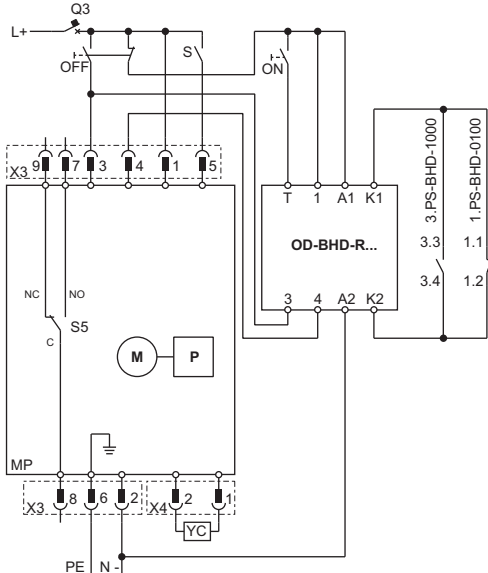 Q3
L+
OFF
S
ON
3.PS-BHD-1000
1.PS-BHD-0100
X3 9 7 3 4 1 5
T 1 A1 K1
OD-BHD-R...
3.3 1.1
3.4 1.2
3 4 A2 K2
NC NO
S5
C
M P
MP
X3 8 6 2 X4 2 1
YC
PE N -